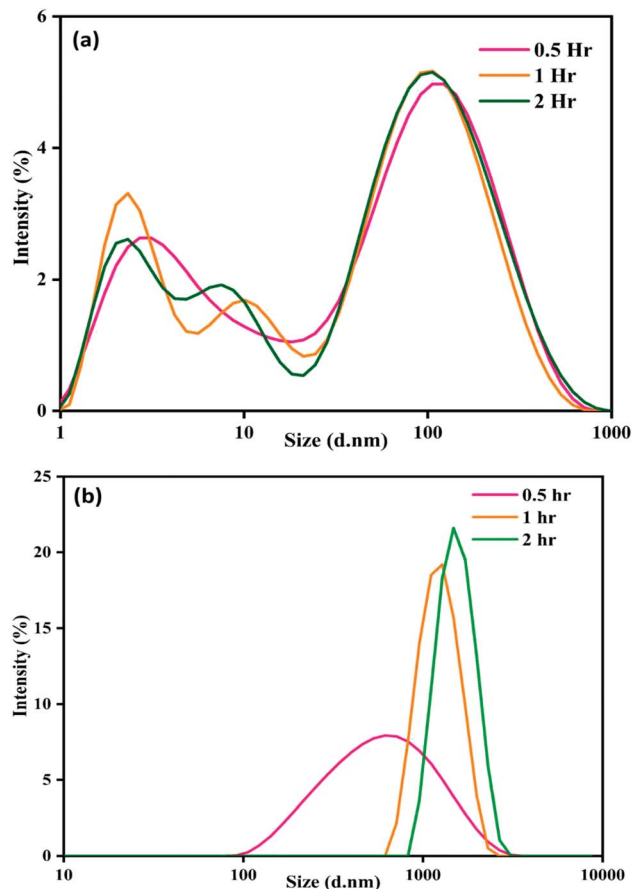 (a)
0.5 Hr
1 Hr
2 Hr
6
4
2
0
Intensity (%)
1 10 100 1000
Size (d.nm)
(b)
0.5 hr
1 hr
2 hr
25
20
15
10
5
0
Intensity (%)
10 100 1000 10000
Size (d.nm)